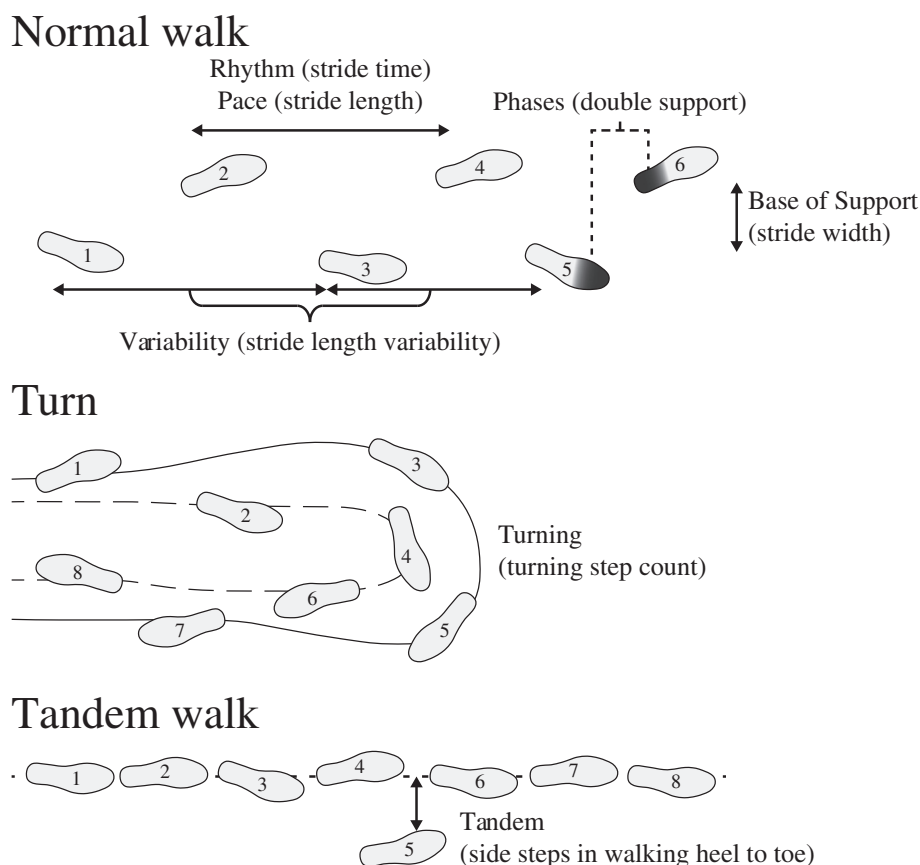 Normal walk
Rhythm (stride time)
Pace (stride length)
Phases (double support)
2
4
6
Base of Support
(stride width)
1
3
5
Variability (stride length variability)
Turn
1
3
2
4
Turning
(turning step count)
8
6
7
5
Tandem walk
1
2
3
4
6
7
8
5
Tandem
(side steps in walking heel to toe)